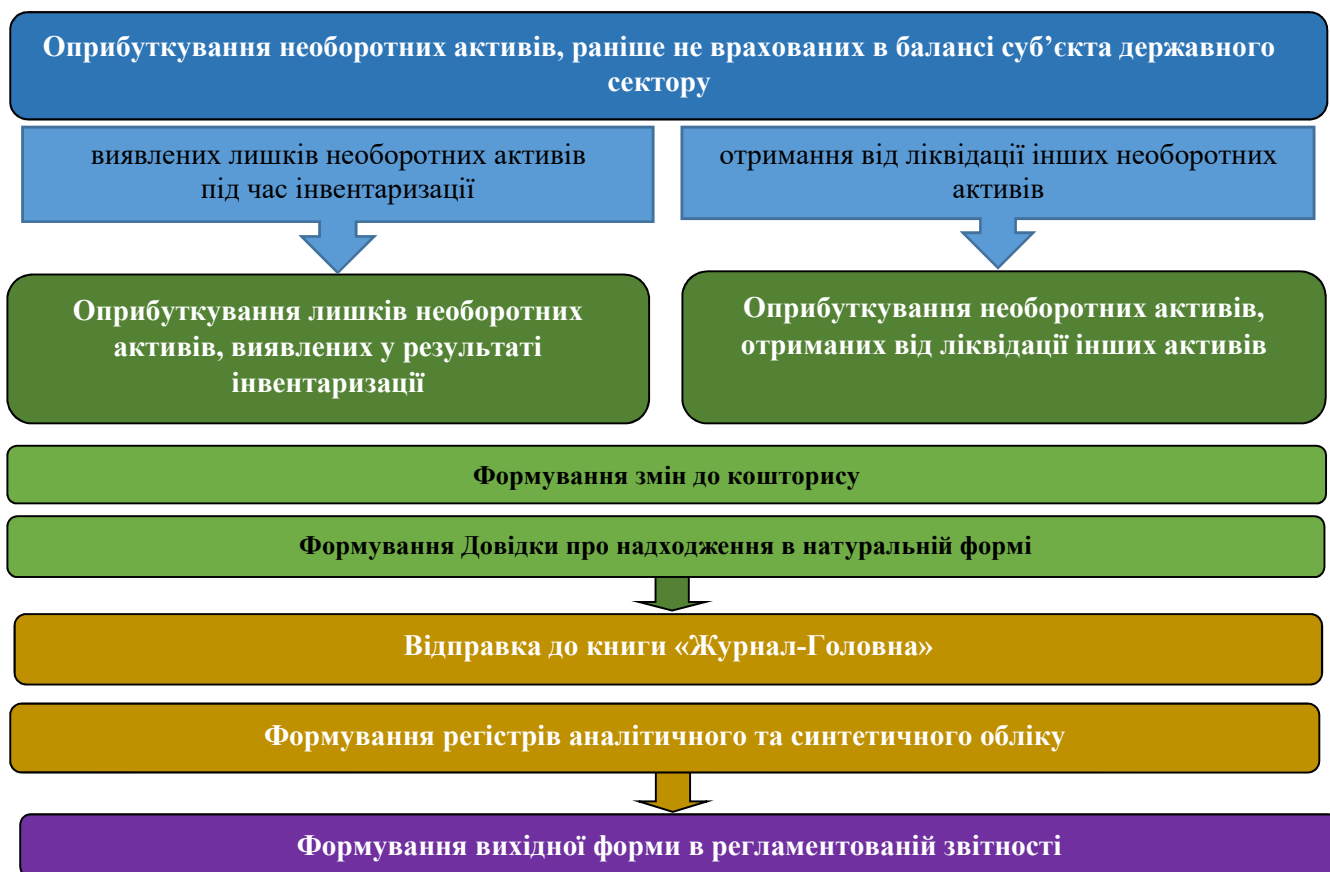 Оприбуткування необоротних активів, раніше не врахованих в балансі суб’єкта державного
сектору
виявлених лишків необоротних активів
під час інвентаризації
отримання від ліквідації інших необоротних
активів
Оприбуткування лишків необоротних
активів, виявлених у результаті
інвентаризації
Оприбуткування необоротних активів,
отриманих від ліквідації інших активів
Формування змін до кошторису
Формування Довідки про надходження в натуральній формі
Відправка до книги «Журнал-Головна»
Формування регістрів аналітичного та синтетичного обліку
Формування вихідної форми в регламентованій звітності